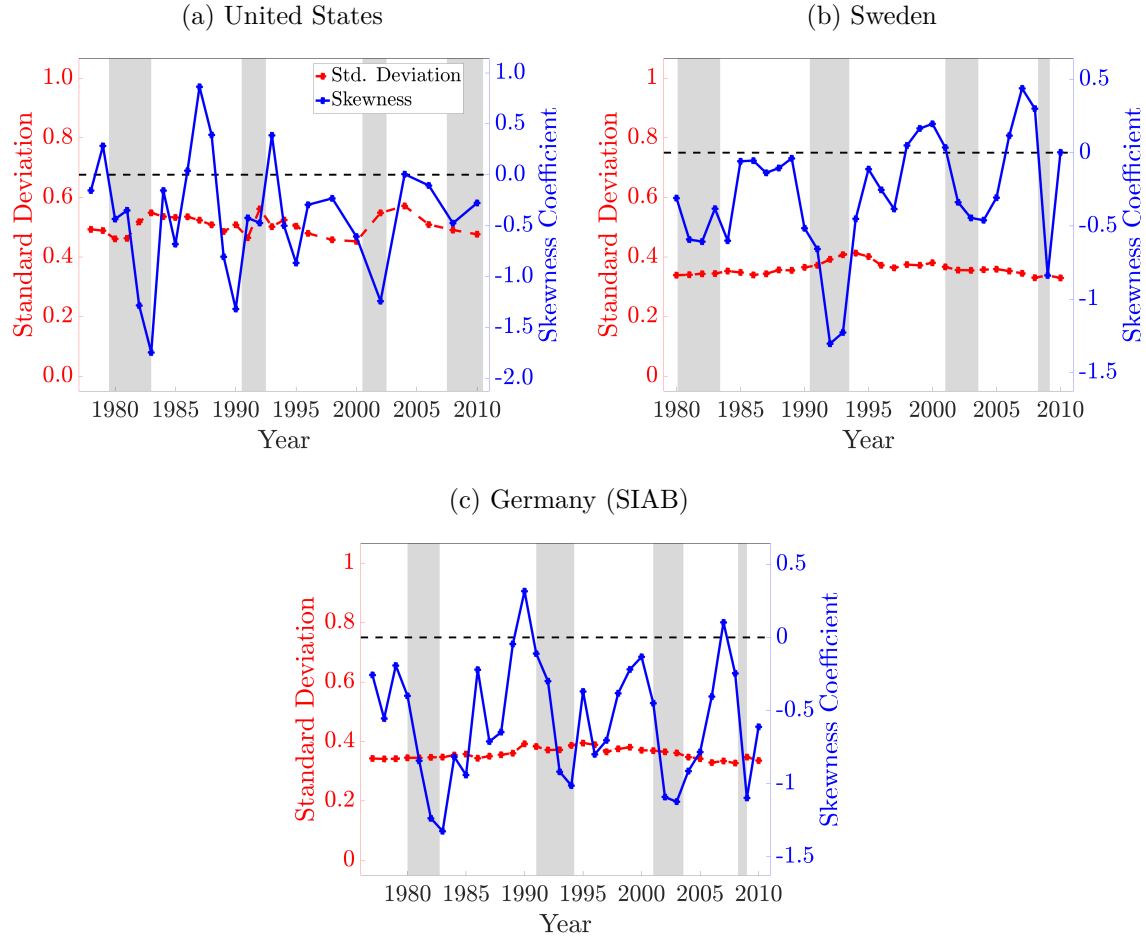 (a) United States
Std. Deviation
Skewness
Standard Deviation
1.0
0.8
0.6
0.4
0.2
0.0
Skewness Coefficient
1.0
0.5
0.0
-0.5
-1.0
-1.5
-2.0
1980 1985 1990 1995 2000 2005 2010
Year
(b) Sweden
Standard Deviation
1
0.8
0.6
0.4
0.2
0
Skewness Coefficient
0.5
0
-0.5
-1
-1.5
1980 1985 1990 1995 2000 2005 2010
Year
(c) Germany (SIAB)
Standard Deviation
1
0.8
0.6
0.4
0.2
0
Skewness Coefficient
0.5
0
-0.5
-1
-1.5
1980 1985 1990 1995 2000 2005 2010
Year